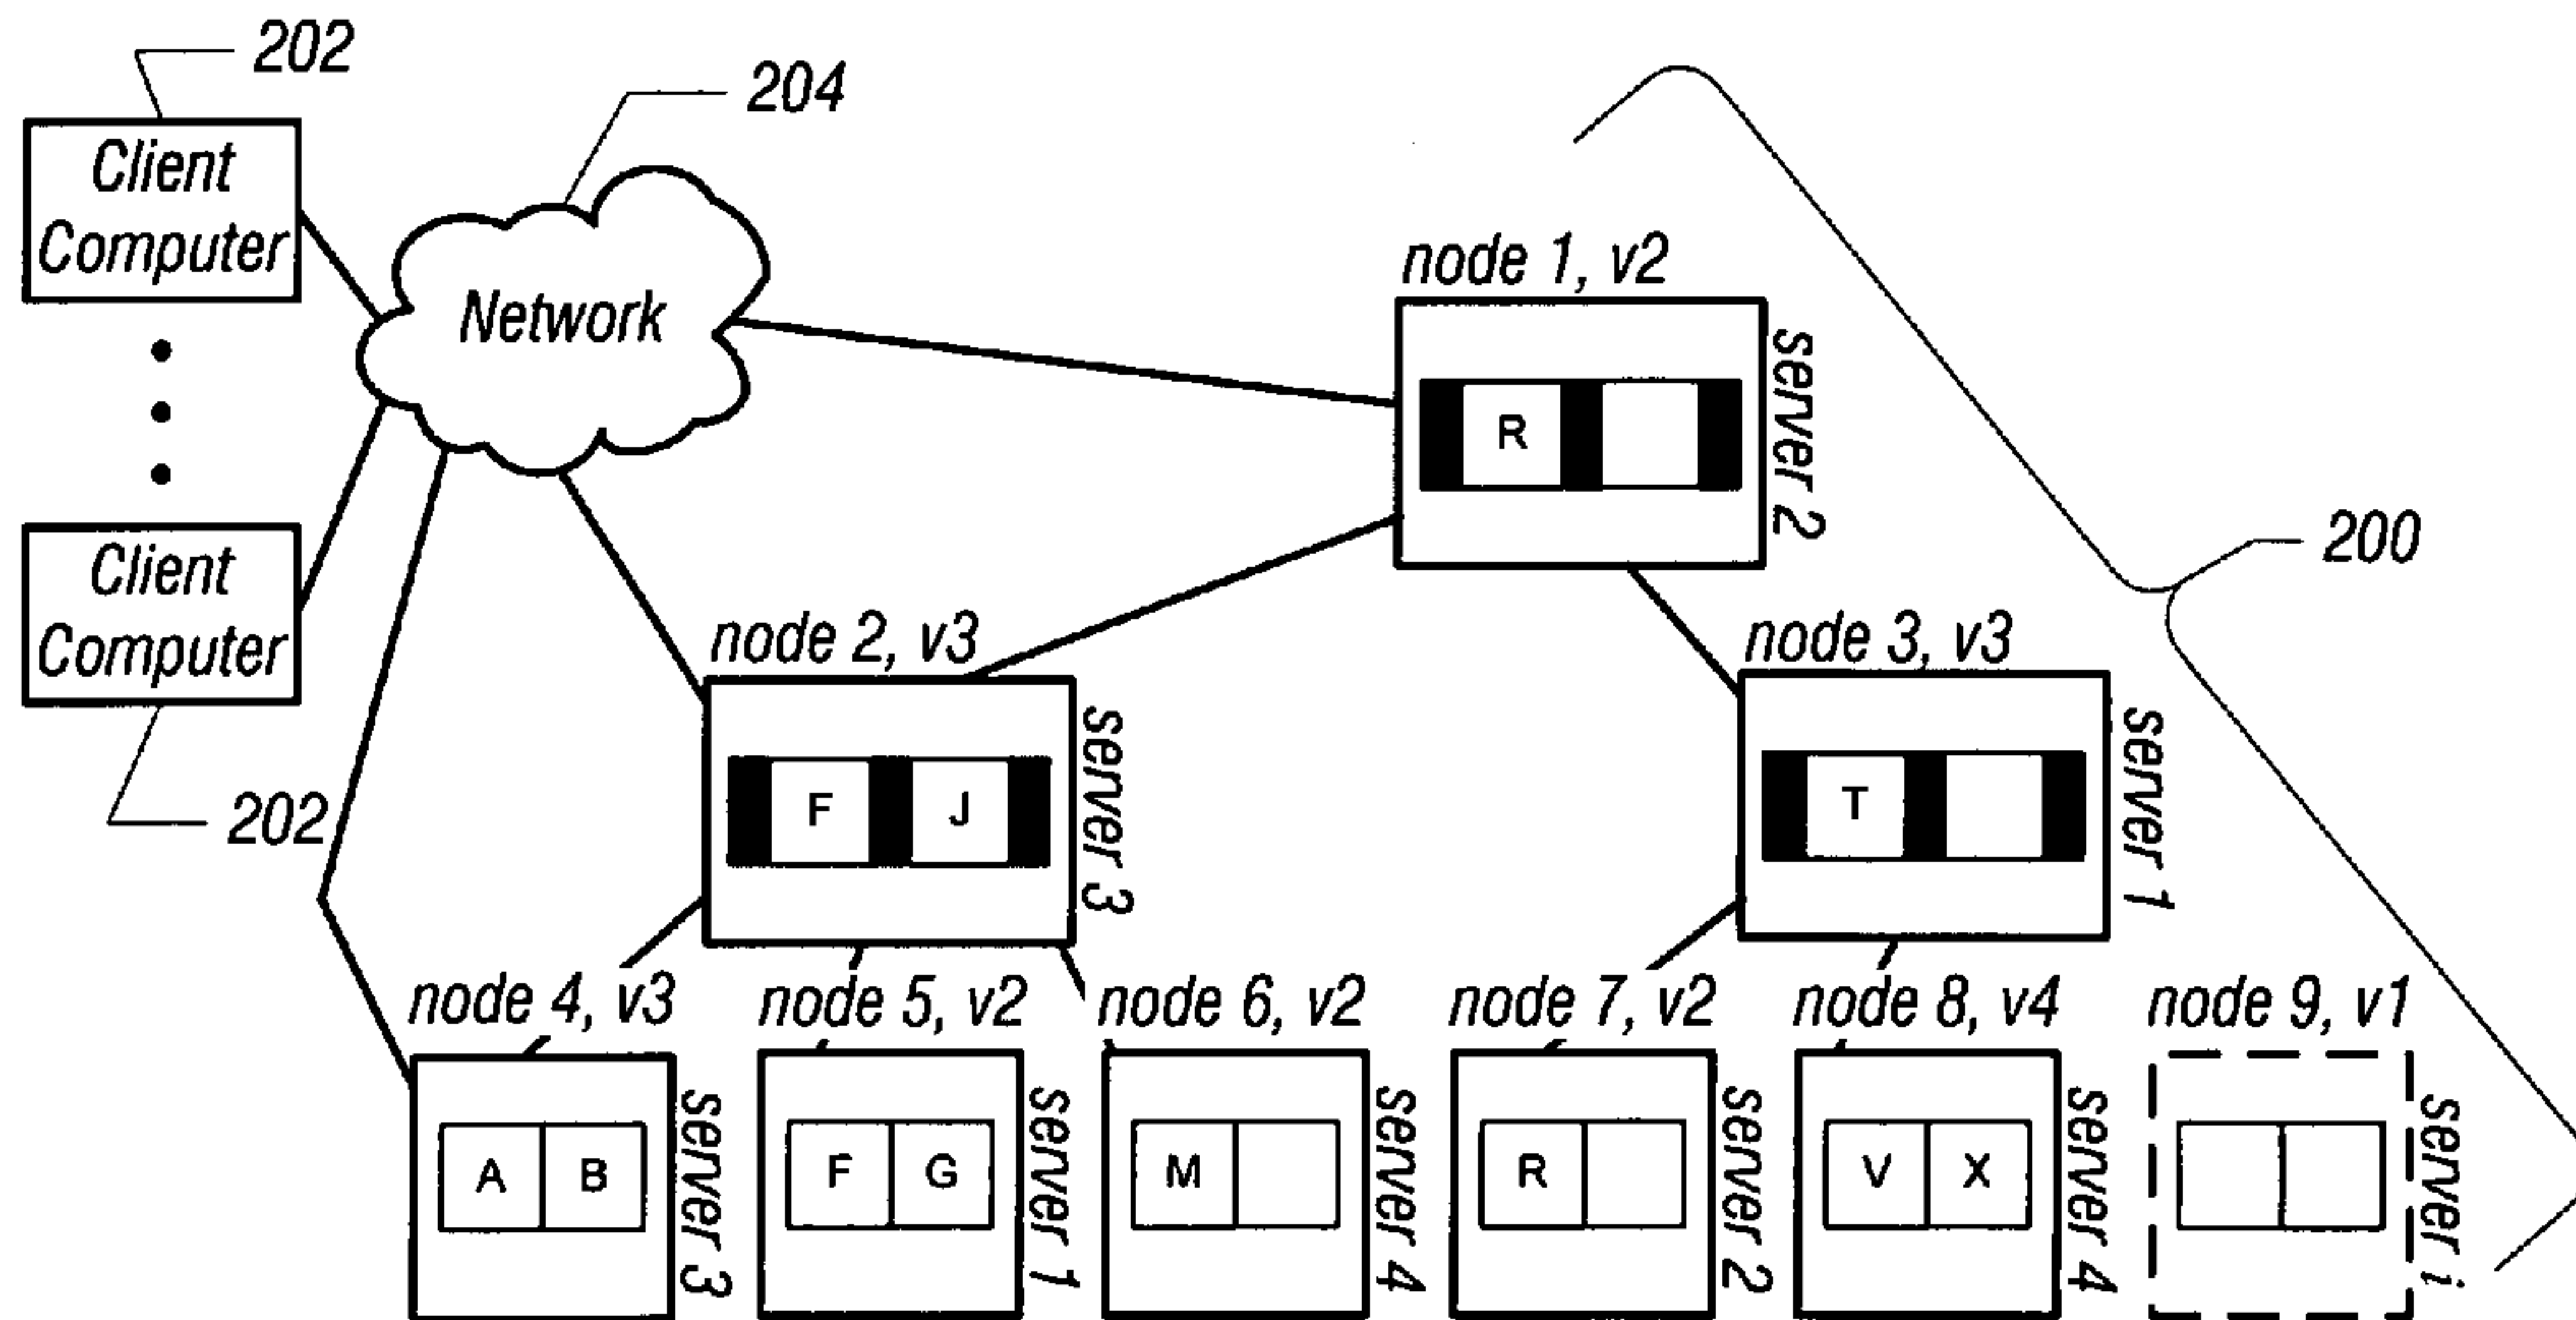 202
204
Client
Computer
Network
node 1, v2
R
server 2
200
Client
Computer
202
node 2, v3
F J
server 3
node 3, v3
T
server 1
node 4, v3
A B
server 3
node 5, v2
F G
server 1
node 6, v2
M
server 4
node 7, v2
R
server 2
node 8, v4
V X
server 4
node 9, v1
server i